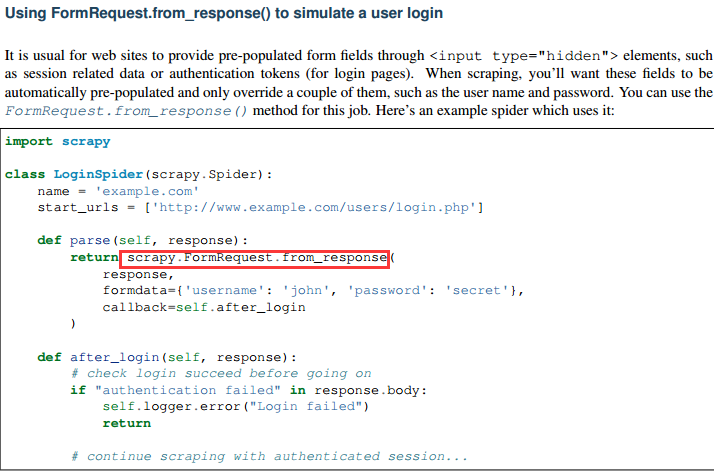 Using FormRequest.from_response() to simulate a user login
It is usual for web sites to provide pre-populated form fields through <input type="hidden"> elements, such
as session related data or authentication tokens (for login pages). When scraping, you'll want these fields to be
automatically pre-populated and only override a couple of them, such as the user name and password. You can use the
FormRequest.from_response() method for this job. Here's an example spider which uses it:
import scrapy
class LoginSpider(scrapy.Spider):
    name = 'example.com'
    start_urls = ['http://www.example.com/users/login.php']
    def parse(self, response):
        return scrapy.FormRequest.from_response(
            response,
            formdata={'username': 'john', 'password': 'secret'},
            callback=self.after_login
        )
    def after_login(self, response):
        # check login succeed before going on
        if "authentication failed" in response.body:
            self.logger.error("Login failed")
            return
        # continue scraping with authenticated session...